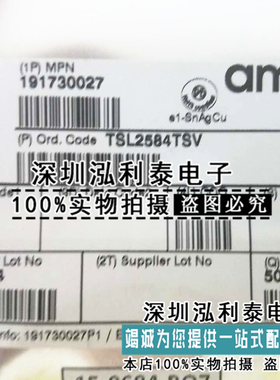 (1P) MPN
191730027
am
e1-SnAgCu
(P) Ord. Code TSL2584TSV
深圳泓利泰电子
100%实物拍摄 盗图必究
Lot No
(2T) Supplier Lot No
(Q)
50
深圳泓利泰电子
nfo: 191730027P1 / B
竭诚为您提供一站式配
本店100%实物拍摄